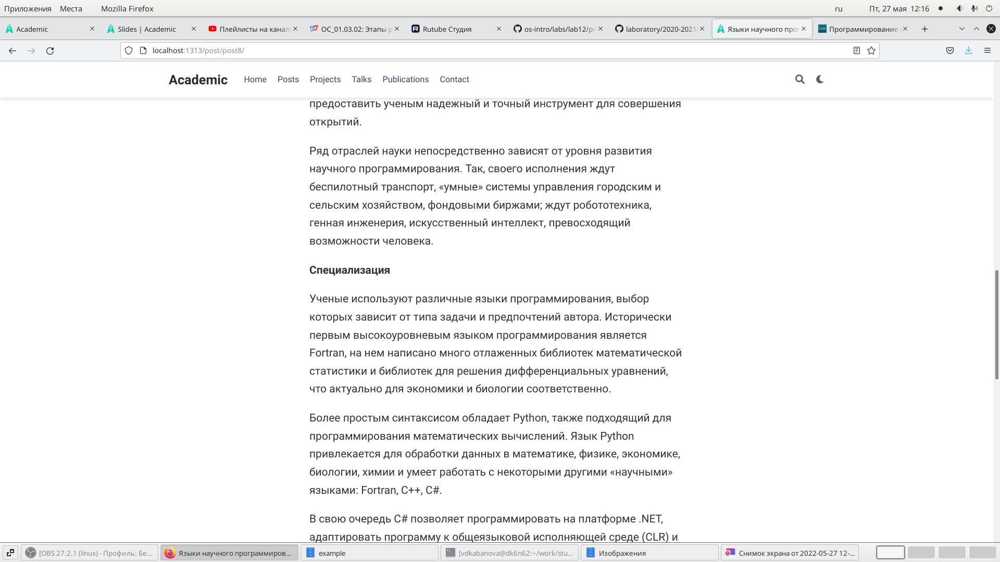 Приложения Места Mozilla Firefox ru Пт, 27 мая 12:16
Academic Slides | Academic Плейлисты на канал ОС_01.03.02: Этапы р Rutube Студия os-intro/labs/lab12/pr laboratory/2020-2021 Языки научного прог Программирование
localhost:1313/post/post8/
Academic Home Posts Projects Talks Publications Contact
предоставить ученым надежный и точный инструмент для совершения
открытий.
Ряд отраслей науки непосредственно зависят от уровня развития
научного программирования. Так, своего исполнения ждут
беспилотный транспорт, «умные» системы управления городским и
сельским хозяйством, фондовыми биржами; ждут робототехника,
генная инженерия, искусственный интеллект, превосходящий
возможности человека.
Специализация
Ученые используют различные языки программирования, выбор
которых зависит от типа задачи и предпочтений автора. Исторически
первым высокоуровневым языком программирования является
Fortran, на нем написано много отлаженных библиотек математической
статистики и библиотек для решения дифференциальных уравнений,
что актуально для экономики и биологии соответственно.
Более простым синтаксисом обладает Python, также подходящий для
программирования математических вычислений. Язык Python
привлекается для обработки данных в математике, физике, экономике,
биологии, химии и умеет работать с некоторыми другими «научными»
языками: Fortran, C++, C#.
В свою очередь C# позволяет программировать на платформе .NET,
адаптировать программу к общеязыковой исполняющей среде (CLR) и
[OBS 27.2.1 (linux) - Профиль: Бе... Языки научного программиров... example [vdkabanova@dk6n62:~/work/stu... Изображения Снимок экрана от 2022-05-27 12-...